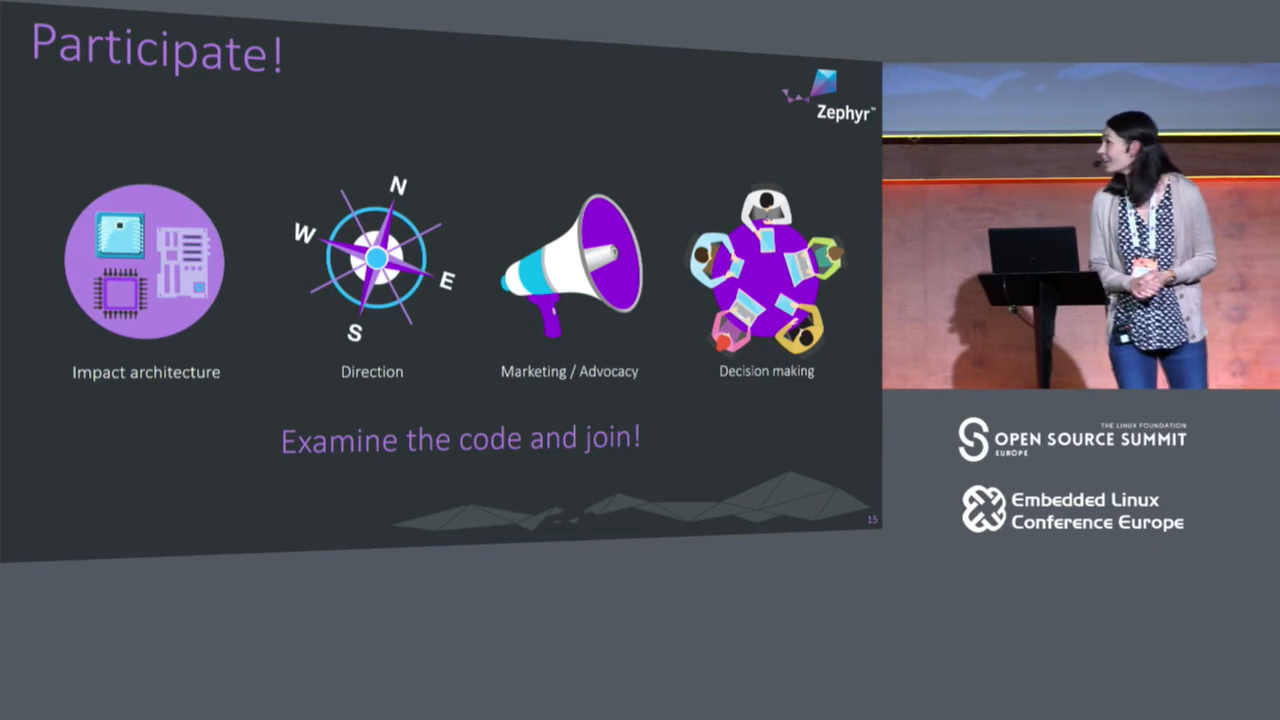 Participate!
Zephyr™
N
W
E
S
Impact architecture
Direction
Marketing / Advocacy
Decision making
Examine the code and join!
15
THE LINUX FOUNDATION
OPEN SOURCE SUMMIT
EUROPE
Embedded Linux
Conference Europe